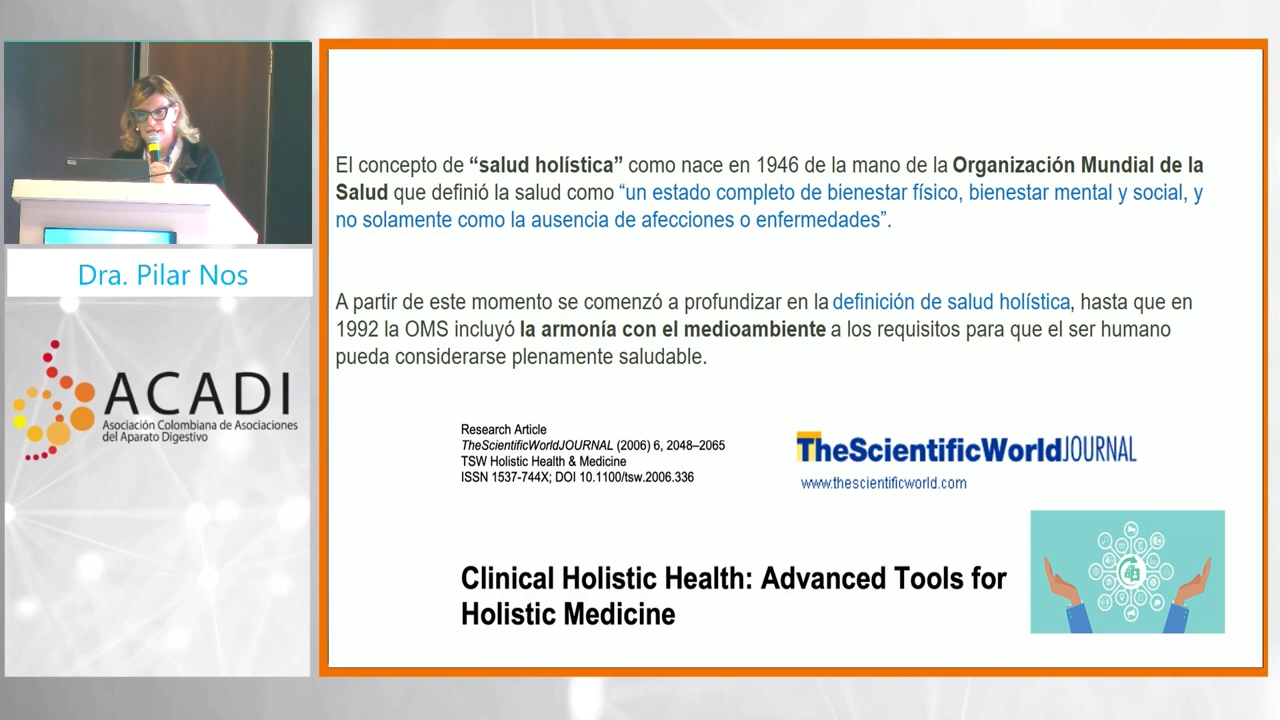 Dra. Pilar Nos
ACADI
Asociación Colombiana de Asociaciones
del Aparato Digestivo
El concepto de “salud holística” como nace en 1946 de la mano de la Organización Mundial de la
Salud que definió la salud como “un estado completo de bienestar físico, bienestar mental y social, y
no solamente como la ausencia de afecciones o enfermedades”.
A partir de este momento se comenzó a profundizar en la definición de salud holística, hasta que en
1992 la OMS incluyó la armonía con el medioambiente a los requisitos para que el ser humano
pueda considerarse plenamente saludable.
Research Article
TheScientificWorldJOURNAL (2006) 6, 2048–2065
TSW Holistic Health & Medicine
ISSN 1537-744X; DOI 10.1100/tsw.2006.336
TheScientificWorldJOURNAL
www.thescientificworld.com
Clinical Holistic Health: Advanced Tools for
Holistic Medicine